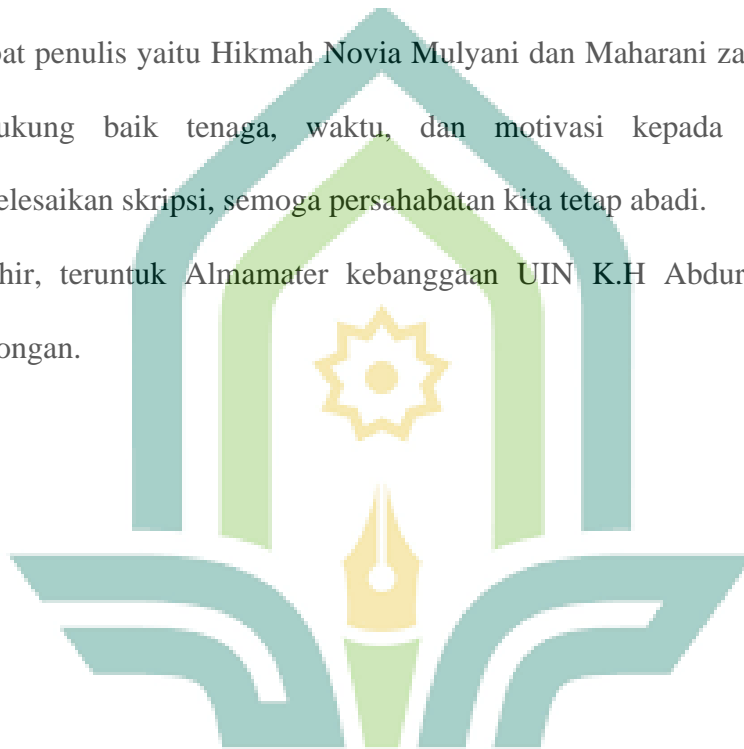 bat penulis yaitu Hikmah Novia Mulyani dan Maharani za
ukung baik tenaga, waktu, dan motivasi kepada
elesaikan skripsi, semoga persahabatan kita tetap abadi.
hir, teruntuk Almamater kebanggaan UIN K.H Abdur
ongan.